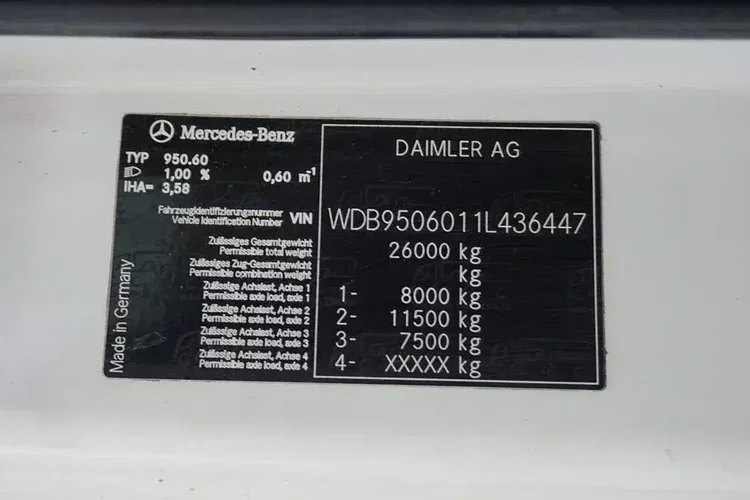 Mercedes-Benz
TYP 950.60
1,00 % 0,60 m⁻¹
IHA= 3,58
Fahrzeugidentifizierungsnummer
Vehicle Identification Number VIN
Zulässiges Gesamtgewicht
Permissible total weight
Zulässiges Zug-Gesamtgewicht
Permissible combination weight
Zulässige Achslast, Achse 1
Permissible axle load, axle 1
Zulässige Achslast, Achse 2
Permissible axle load, axle 2
Zulässige Achslast, Achse 3
Permissible axle load, axle 3
Zulässige Achslast, Achse 4
Permissible axle load, axle 4
Made in Germany
DAIMLER AG
WDB9506011L436447
26000 kg
kg
1- 8000 kg
2- 11500 kg
3- 7500 kg
4- XXXXX kg